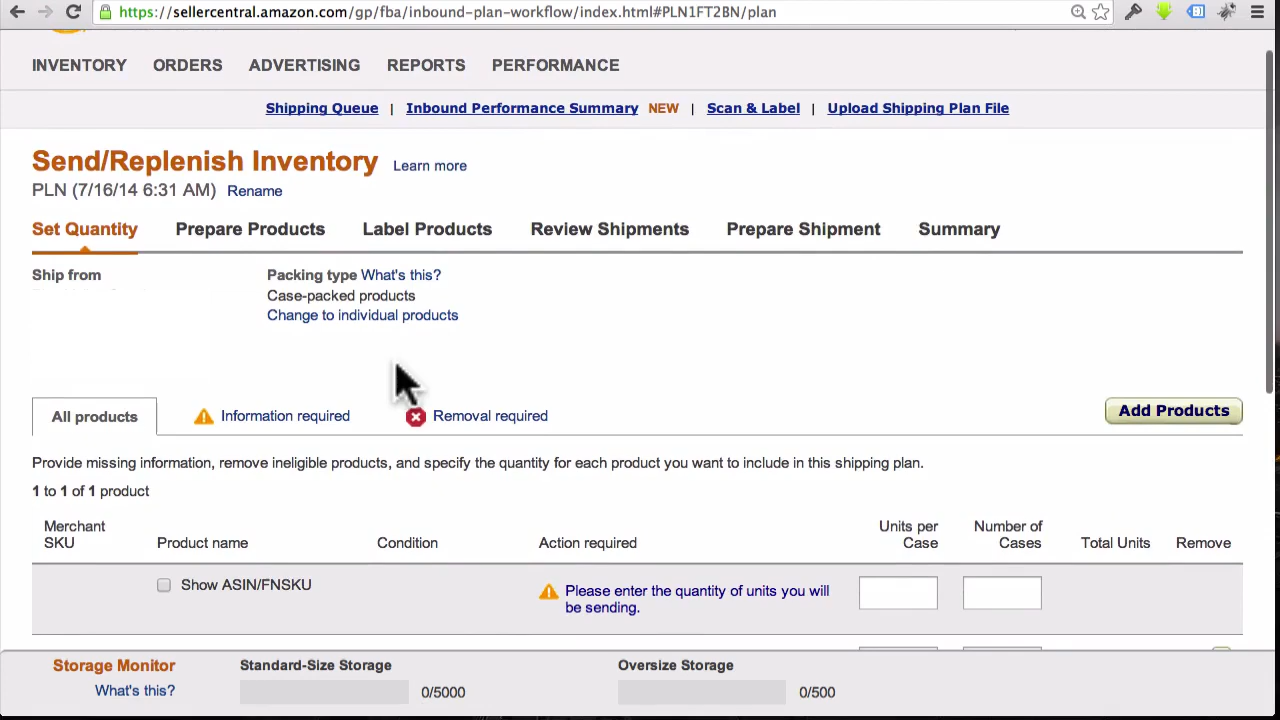 https://sellercentral.amazon.com/gp/fba/inbound-plan-workflow/index.html#PLN1FT2BN/plan
INVENTORY ORDERS ADVERTISING REPORTS PERFORMANCE
Shipping Queue | Inbound Performance Summary NEW | Scan & Label | Upload Shipping Plan File
Send/Replenish Inventory Learn more
PLN (7/16/14 6:31 AM) Rename
Set Quantity Prepare Products Label Products Review Shipments Prepare Shipment Summary
Ship from Packing type What's this?
Case-packed products
Change to individual products
All products Information required Removal required Add Products
Provide missing information, remove ineligible products, and specify the quantity for each product you want to include in this shipping plan.
1 to 1 of 1 product
Merchant Units per Number of
SKU Product name Condition Action required Case Cases Total Units Remove
Show ASIN/FNSKU Please enter the quantity of units you will
be sending.
Storage Monitor Standard-Size Storage Oversize Storage
What's this? 0/5000 0/500